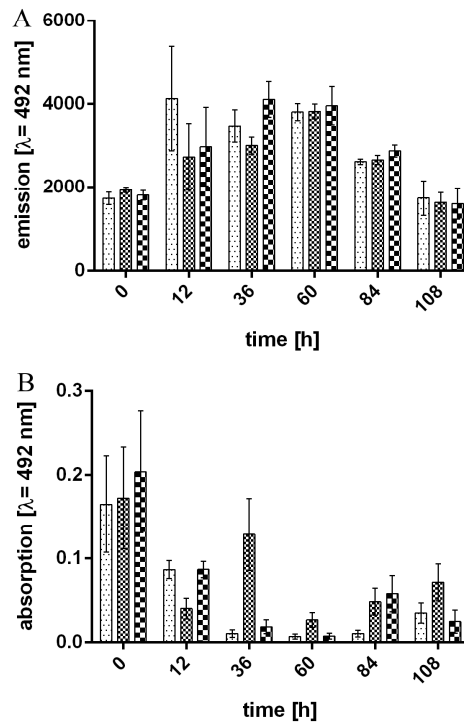 A
6000
4000
2000
0
emission [λ= 492 nm]
0 12 36 60 84 108
time [h]
B
0.3
0.2
0.1
0.0
absorption [λ= 492 nm]
0 12 36 60 84 108
time [h]